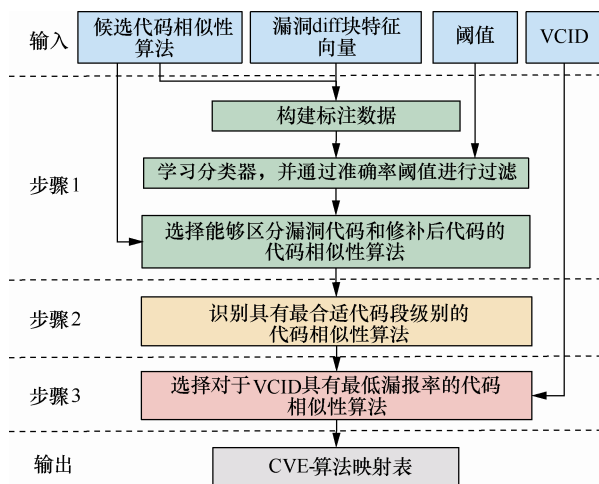 输入
候选代码相似性
算法
漏洞diff块特征
向量
阈值
VCID
步骤1
构建标注数据
学习分类器，并通过准确率阈值进行过滤
选择能够区分漏洞代码和修补后代码的
代码相似性算法
步骤2
识别具有最合适代码段级别的
代码相似性算法
步骤3
选择对于VCID具有最低漏报率的代码
相似性算法
输出
CVE-算法映射表